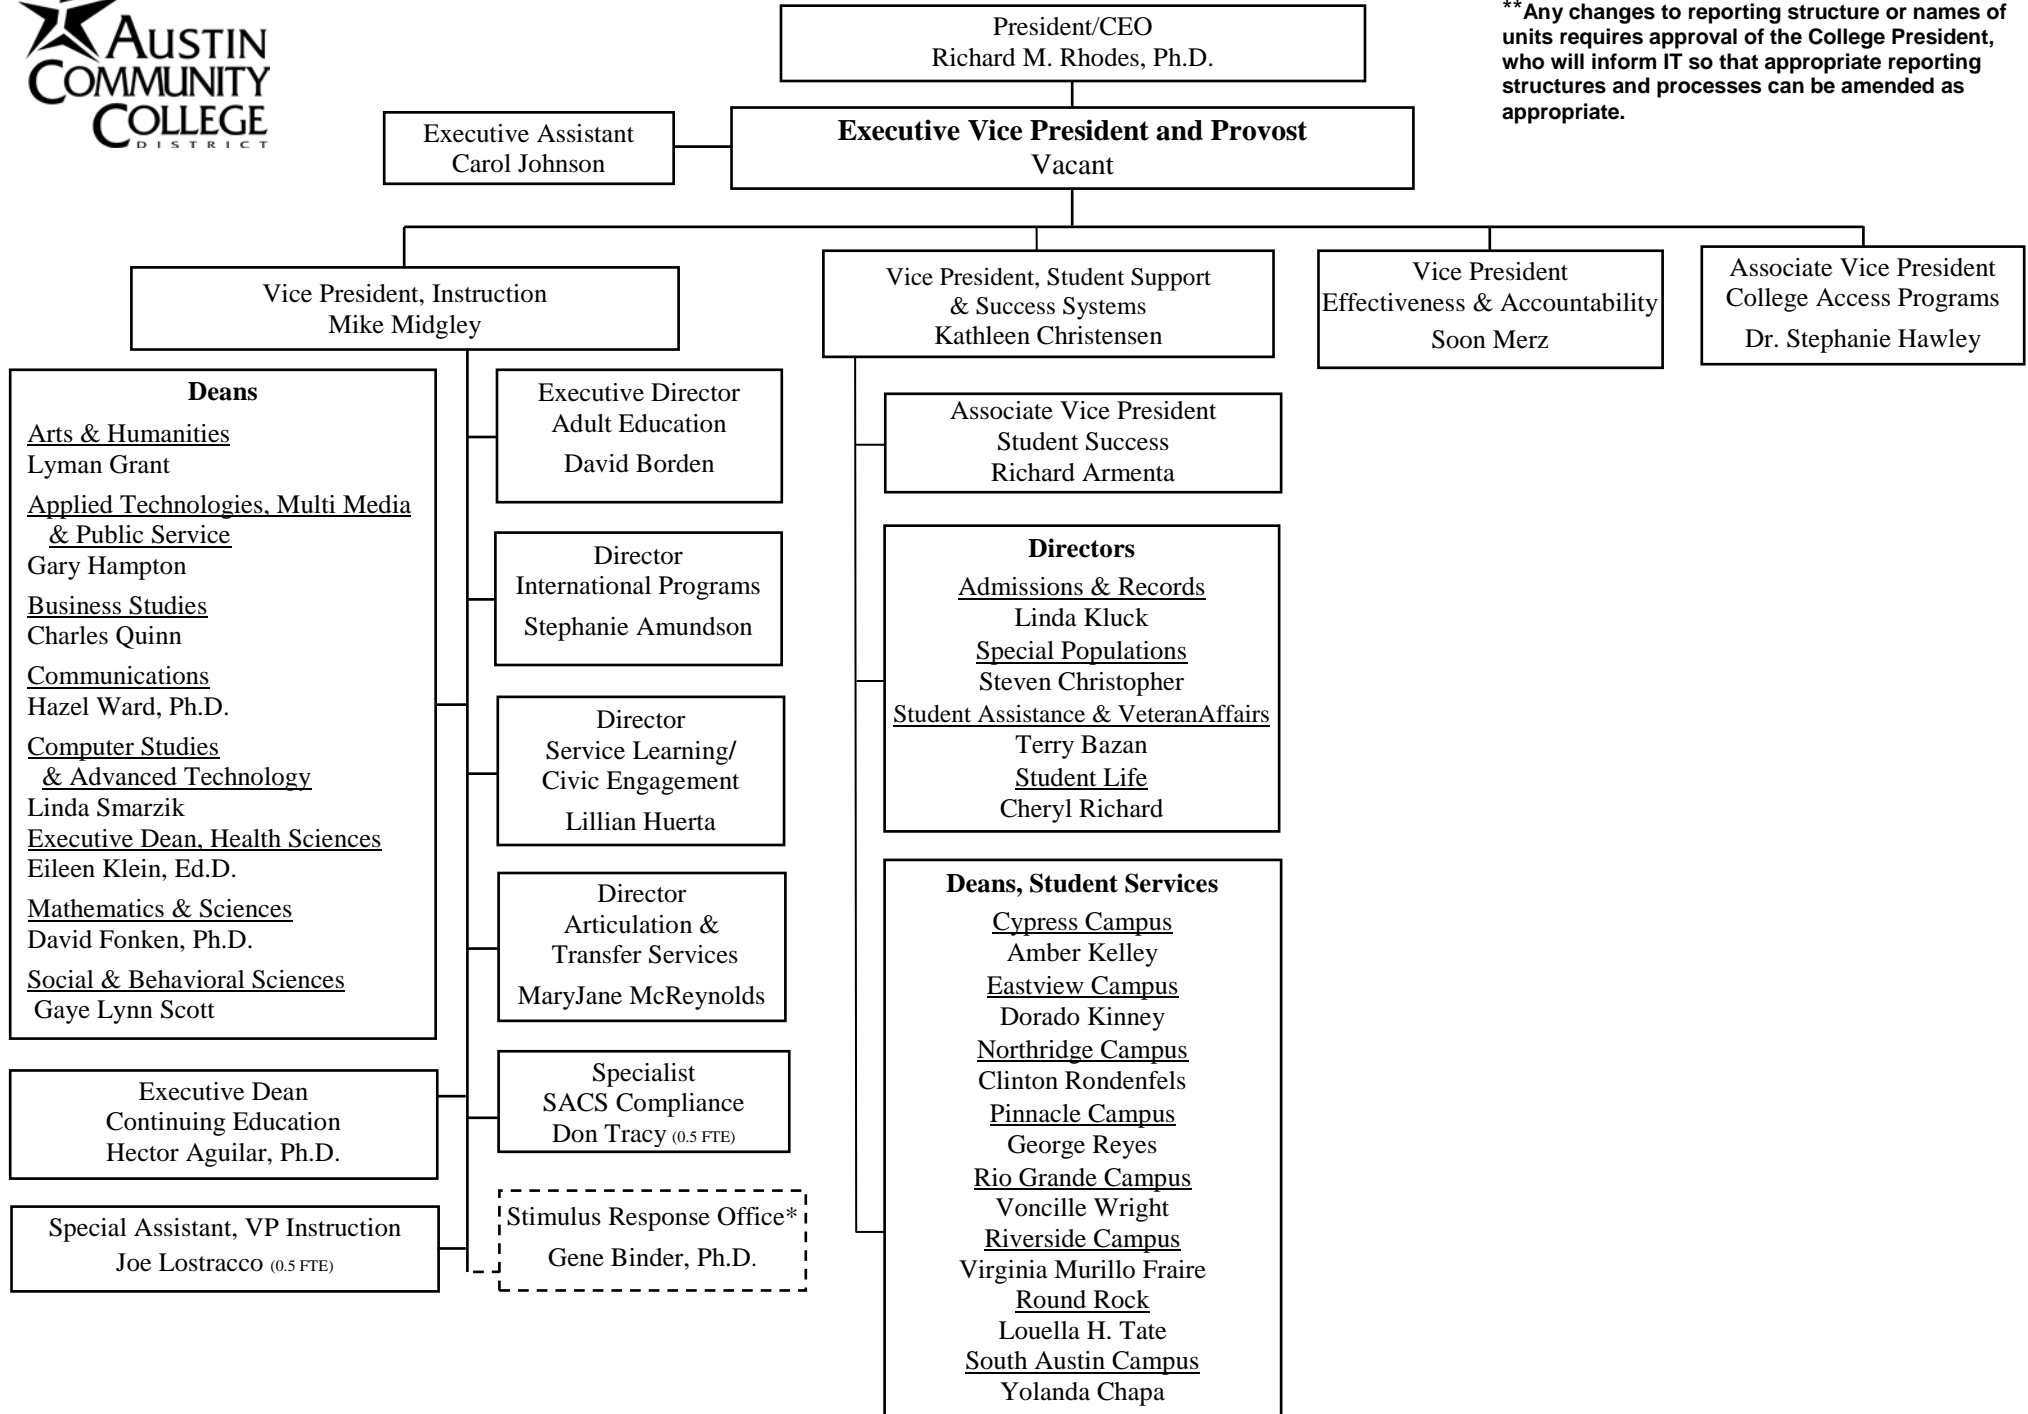 AUSTIN
COMMUNITY
COLLEGE
DISTRICT
President/CEO
Richard M. Rhodes, Ph.D.
**Any changes to reporting structure or names of
units requires approval of the College President,
who will inform IT so that appropriate reporting
structures and processes can be amended as
appropriate.
Executive Assistant
Carol Johnson
Executive Vice President and Provost
Vacant
Vice President, Instruction
Mike Midgley
Vice President, Student Support
& Success Systems
Kathleen Christensen
Vice President
Effectiveness & Accountability
Soon Merz
Associate Vice President
College Access Programs
Dr. Stephanie Hawley
Deans
Arts & Humanities
Lyman Grant
Applied Technologies, Multi Media
& Public Service
Gary Hampton
Business Studies
Charles Quinn
Communications
Hazel Ward, Ph.D.
Computer Studies
& Advanced Technology
Linda Smarzik
Executive Dean, Health Sciences
Eileen Klein, Ed.D.
Mathematics & Sciences
David Fonken, Ph.D.
Social & Behavioral Sciences
Gaye Lynn Scott
Executive Dean
Continuing Education
Hector Aguilar, Ph.D.
Special Assistant, VP Instruction
Joe Lostracco (0.5 FTE)
Executive Director
Adult Education
David Borden
Director
International Programs
Stephanie Amundson
Director
Service Learning/
Civic Engagement
Lillian Huerta
Director
Articulation &
Transfer Services
MaryJane McReynolds
Specialist
SACS Compliance
Don Tracy (0.5 FTE)
Stimulus Response Office*
Gene Binder, Ph.D.
Associate Vice President
Student Success
Richard Armenta
Directors
Admissions & Records
Linda Kluck
Special Populations
Steven Christopher
Student Assistance & VeteranAffairs
Terry Bazan
Student Life
Cheryl Richard
Deans, Student Services
Cypress Campus
Amber Kelley
Eastview Campus
Dorado Kinney
Northridge Campus
Clinton Rondenfels
Pinnacle Campus
George Reyes
Rio Grande Campus
Voncille Wright
Riverside Campus
Virginia Murillo Fraire
Round Rock
Louella H. Tate
South Austin Campus
Yolanda Chapa